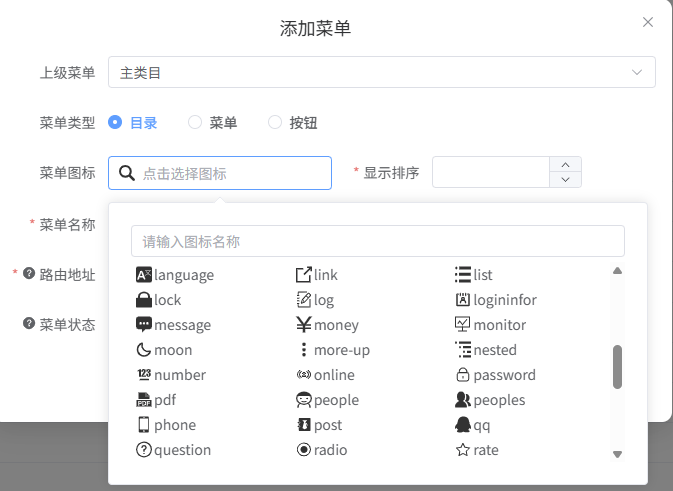 添加菜单
上级菜单 主类目
菜单类型 目录 菜单 按钮
菜单图标 点击选择图标 * 显示排序
* 菜单名称
请输入图标名称
* 路由地址
菜单状态
language link list
lock log logininfor
message money monitor
moon more-up nested
number online password
pdf people peoples
phone post qq
question radio rate